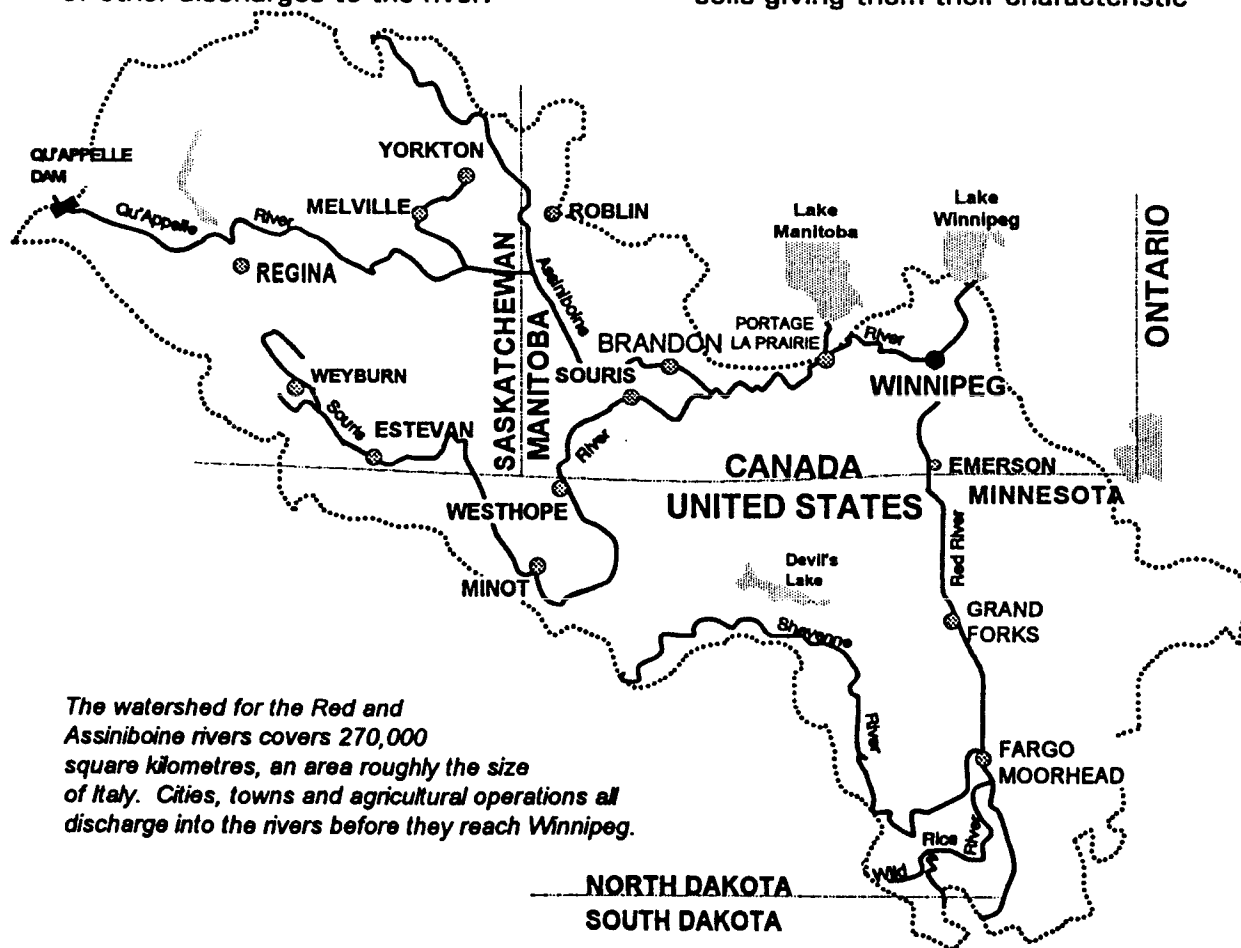 or other discharges to the river.
soils giving them their characteristic
QU'APPELLE
DAM
Qu'Appelle
River
YORKTON
MELVILLE
REGINA
ROBLIN
Lake
Manitoba
Lake
Winnipeg
ONTARIO
SASKATCHEWAN
MANITOBA
Assiniboine
BRANDON
PORTAGE
LA PRAIRIE
River
WINNIPEG
SOURIS
WEYBURN
Souris
ESTEVAN
River
CANADA
UNITED STATES
EMERSON
MINNESOTA
WESTHOPE
MINOT
Devil's
Lake
Red River
GRAND
FORKS
Sheyenne
River
FARGO
MOORHEAD
Wild
Rice
River
The watershed for the Red and
Assiniboine rivers covers 270,000
square kilometres, an area roughly the size
of Italy. Cities, towns and agricultural operations all
discharge into the rivers before they reach Winnipeg.
NORTH DAKOTA
SOUTH DAKOTA